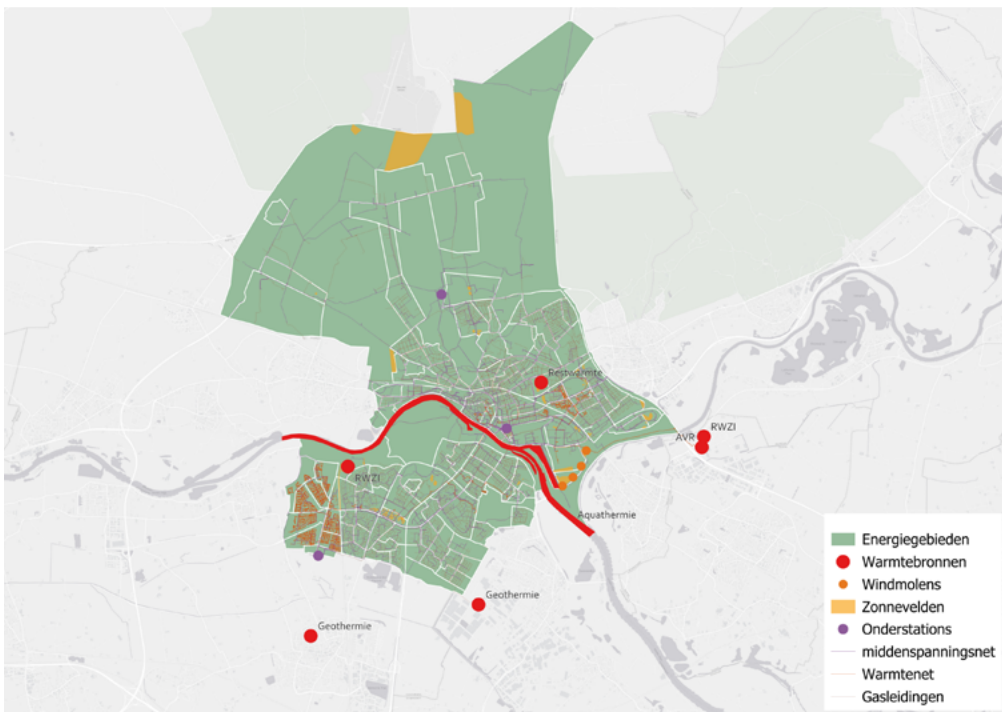 Restwarmte
RWZI
AVR
RWZI
Aquathermie
Geothermie
Geothermie
Energiegebieden
Warmtebronnen
Windmolens
Zonnevelden
Onderstations
middenspanningsnet
Warmtenet
Gasleidingen